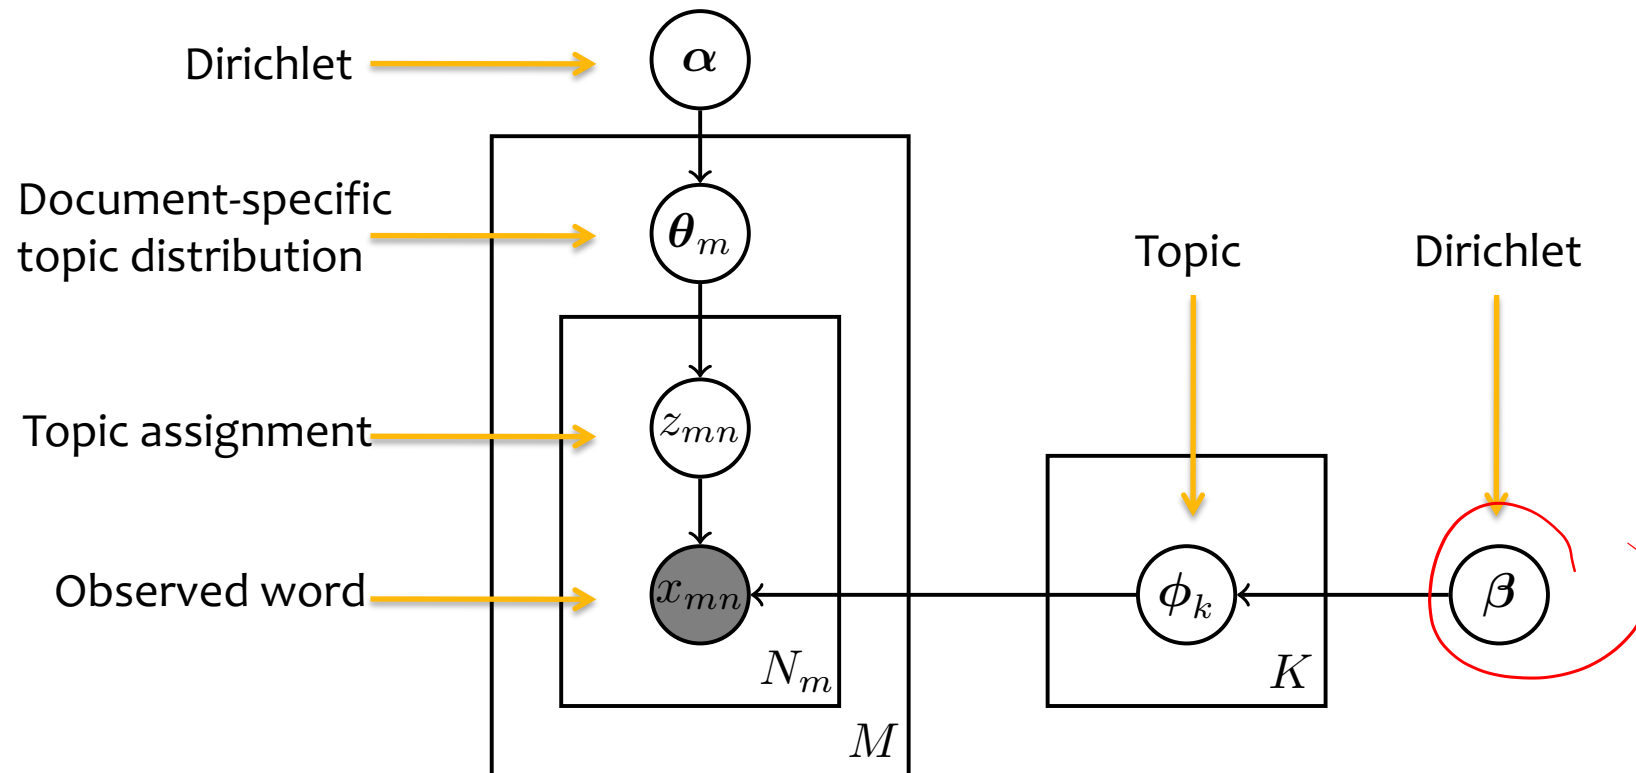 Dirichlet
α
Document-specific
topic distribution
θm
Topic
Dirichlet
Topic assignment
zmn
Observed word
xmn
ϕk
β
Nm
K
M